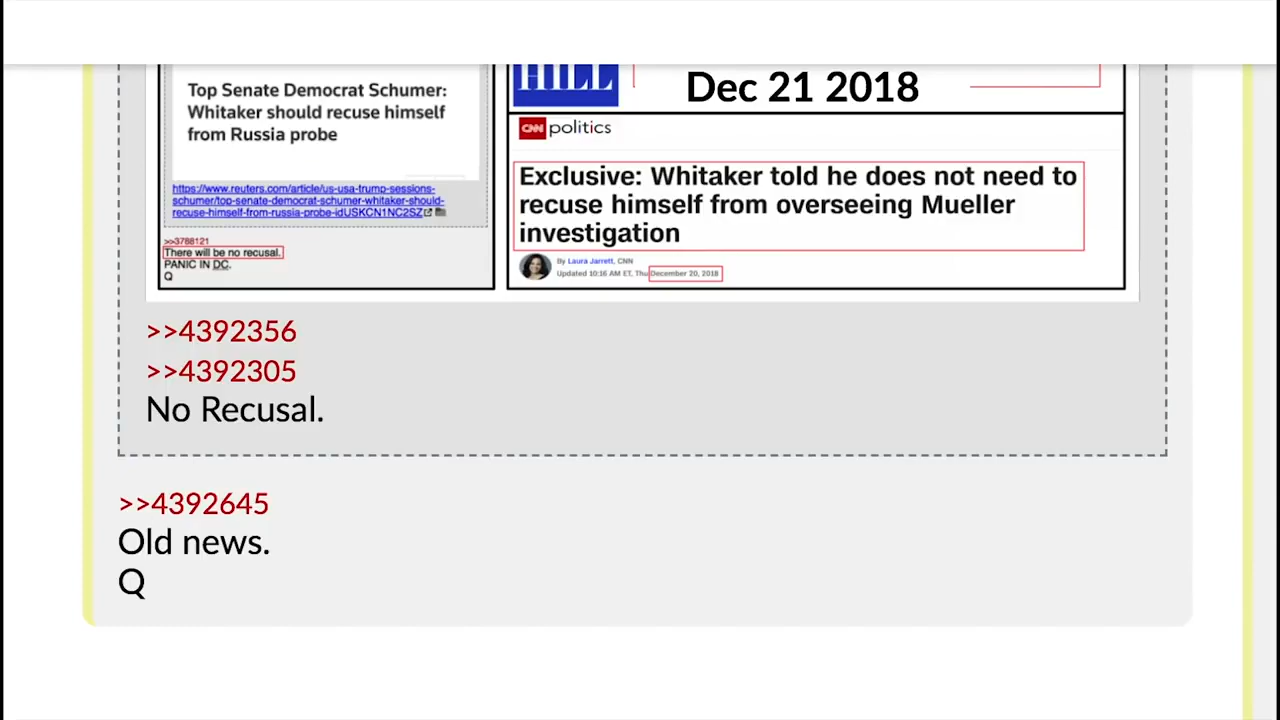 Top Senate Democrat Schumer:
Whitaker should recuse himself
from Russia probe
https://www.reuters.com/article/us-usa-trump-sessions-
schumer/top-senate-democrat-schumer-whitaker-should-
recuse-himself-from-russia-probe-idUSKCN1NC2SZ
>>3788121
There will be no recusal.
PANIC IN DC.
Q
HILL
Dec 21 2018
CNN politics
Exclusive: Whitaker told he does not need to
recuse himself from overseeing Mueller
investigation
By Laura Jarrett, CNN
Updated 10:16 AM ET, Thu December 20, 2018
>>4392356
>>4392305
No Recusal.
>>4392645
Old news.
Q